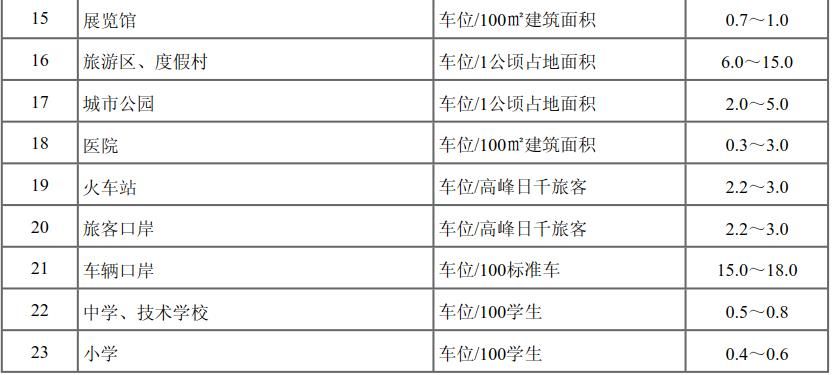 15 展览馆 车位/100㎡建筑面积 0.7～1.0
16 旅游区、度假村 车位/1公顷占地面积 6.0～15.0
17 城市公园 车位/1公顷占地面积 2.0～5.0
18 医院 车位/100㎡建筑面积 0.3～3.0
19 火车站 车位/高峰日千旅客 2.2～3.0
20 旅客口岸 车位/高峰日千旅客 2.2～3.0
21 车辆口岸 车位/100标准车 15.0～18.0
22 中学、技术学校 车位/100学生 0.5～0.8
23 小学 车位/100学生 0.4～0.6